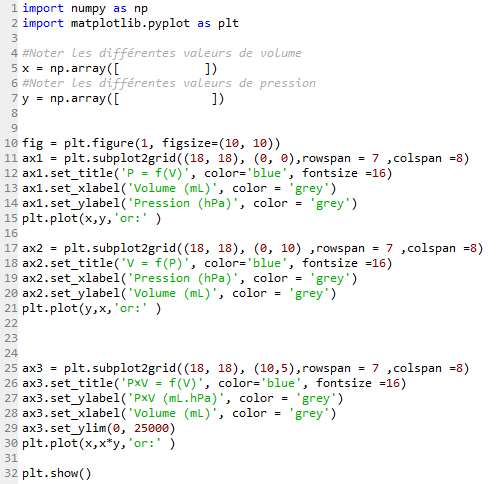 1 import numpy as np
2 import matplotlib.pyplot as plt
3
4 #Noter les différentes valeurs de volume
5 x = np.array([           ])
6 #Noter les différentes valeurs de pression
7 y = np.array([            ])
8
9
10 fig = plt.figure(1, figsize=(10, 10))
11 ax1 = plt.subplot2grid((18, 18), (0, 0),rowspan = 7 ,colspan =8)
12 ax1.set_title('P = f(V)', color='blue', fontsize =16)
13 ax1.set_xlabel('Volume (mL)', color = 'grey')
14 ax1.set_ylabel('Pression (hPa)', color = 'grey')
15 plt.plot(x,y,'or:' )
16
17 ax2 = plt.subplot2grid((18, 18), (0, 10) ,rowspan = 7 ,colspan =8)
18 ax2.set_title('V = f(P)', color='blue', fontsize =16)
19 ax2.set_xlabel('Pression (hPa)', color = 'grey')
20 ax2.set_ylabel('Volume (mL)', color = 'grey')
21 plt.plot(y,x,'or:' )
22
23
24
25 ax3 = plt.subplot2grid((18, 18), (10,5),rowspan = 7 ,colspan =8)
26 ax3.set_title('P×V = f(V)', color='blue', fontsize =16)
27 ax3.set_ylabel('P×V (mL.hPa)', color = 'grey')
28 ax3.set_xlabel('Volume (mL)', color = 'grey')
29 ax3.set_ylim(0, 25000)
30 plt.plot(x,x*y,'or:' )
31
32 plt.show()